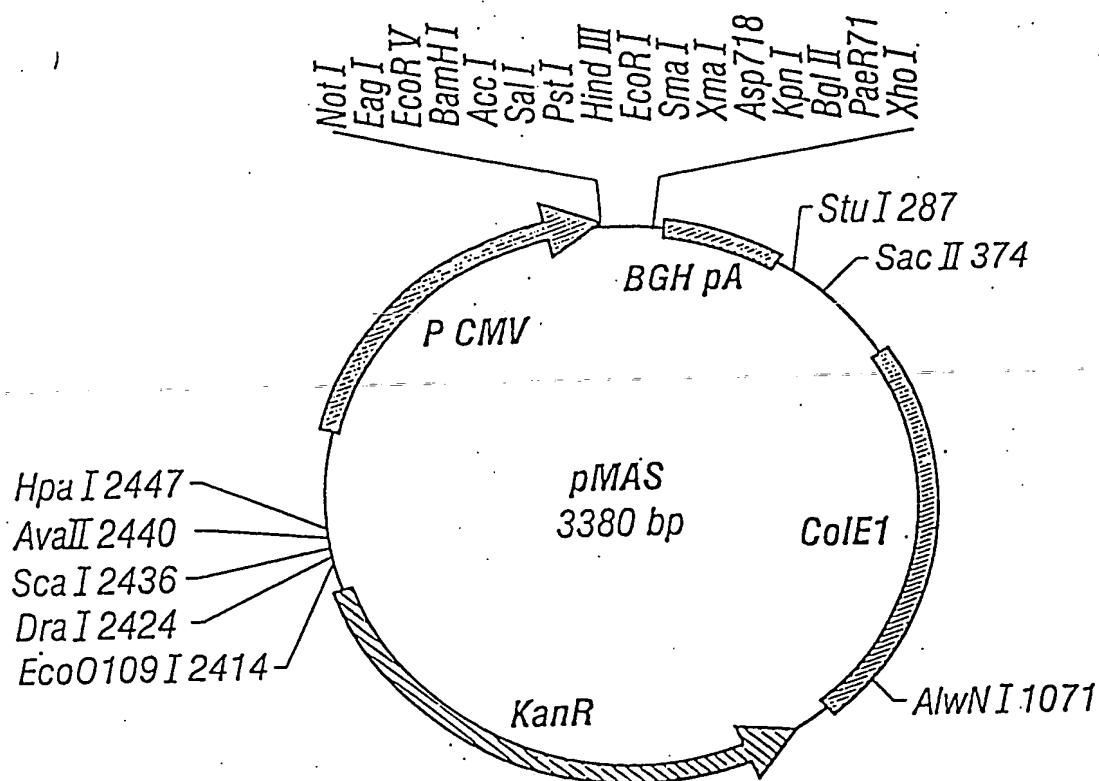 Not I
Eag I
EcoR V
BamH I
Acc I
Sal I
Pst I
Hind III
EcoR I
Sma I
Xma I
Asp718
Kpn I
Bgl II
PaeR71
Xho I
Stu I 287
Sac II 374
BGH pA
P CMV
pMAS
3380 bp
ColE1
Hpa I 2447
AvaII 2440
Sca I 2436
Dra I 2424
EcoO109 I 2414
KanR
AlwN I 1071